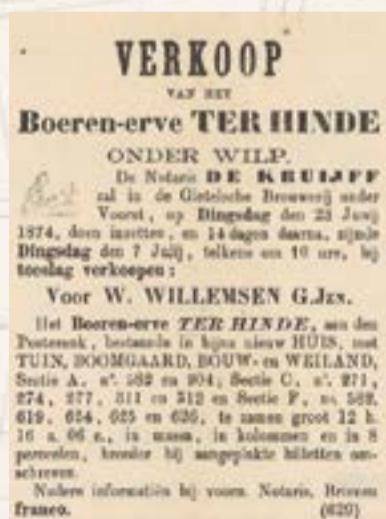 VERKOOP
VAN HET
Boeren-erve TER HINDE
ONDER WILP.
De Notaris DE KRUIJFF
zal in de Gietelsche Brouwerij onder
Voorst, op Dingsdag den 23 Junij
1874, doen inzetten, en 14 dagen daarna, zijnde
Dingsdag den 7 Julij, telkens om 10 ure, bij
toeslag verkoopen:
Voor W. WILLEMSEN G.Jzn.
Het Boeren-erve TER HINDE, aan den
bestaande in bijna nieuw HUIS, met
TUIN, BOOMGAARD, BOUW- en WEILAND,
Sectie A, nº. 582 en 904; Sectie C, nº. 271,
274, 277, 311 en 312 en Sectie F, no. 582,
619, 624, 625 en 626, te zamen groot 12 h.
16 a. 66 c., in massa, in kolommen en in 8
perceelen, breeder bij aangeplakte biljetten om-
schreven.
Nadere informatiën bij voorn. Notaris, Brieven
franco. (629)